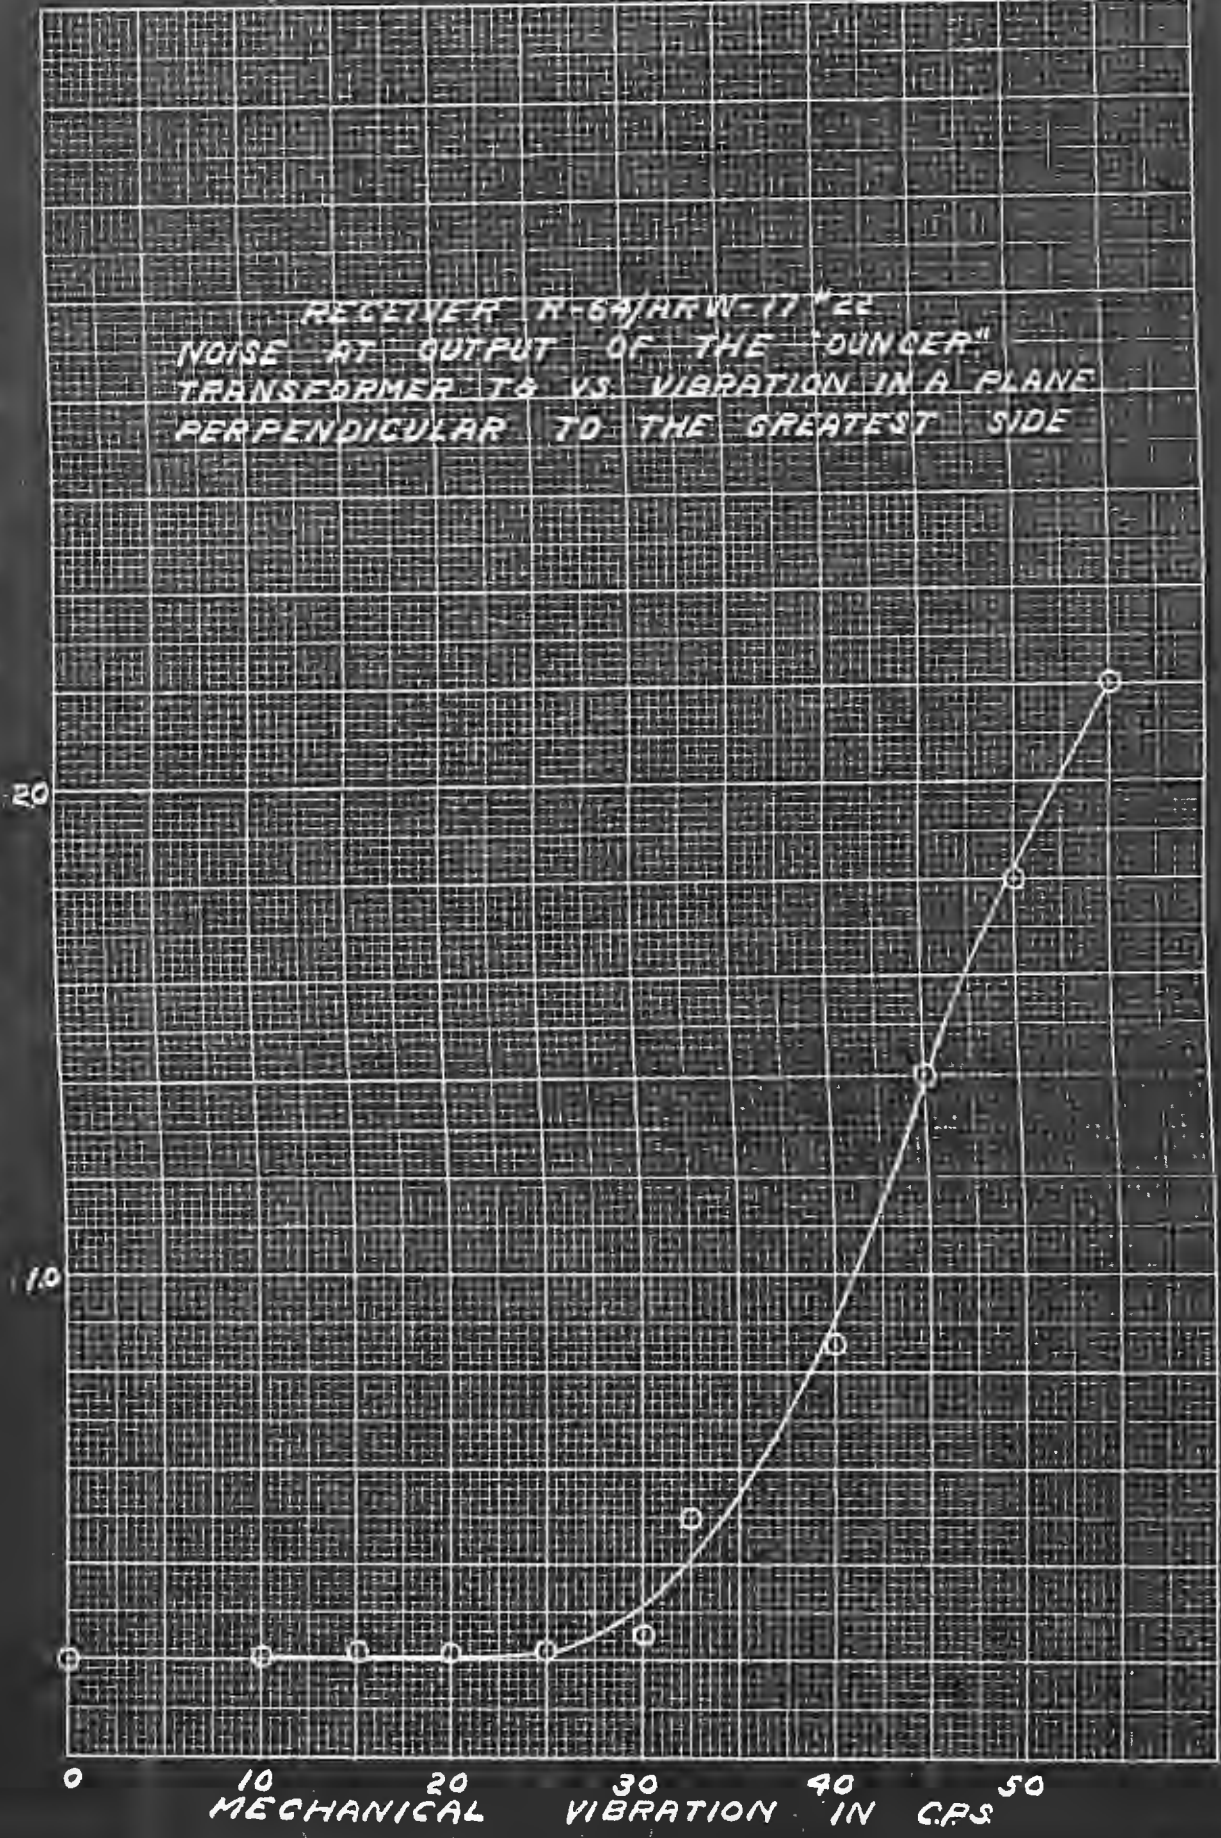 RECEIVER R-64/ARW-17 #22
NOISE AT OUTPUT OF THE "OUNCER"
TRANSFORMER T8 VS. VIBRATION IN A PLANE
PERPENDICULAR TO THE GREATEST SIDE
2.0
1.0
0 10 20 30 40 50
MECHANICAL VIBRATION IN C.P.S.